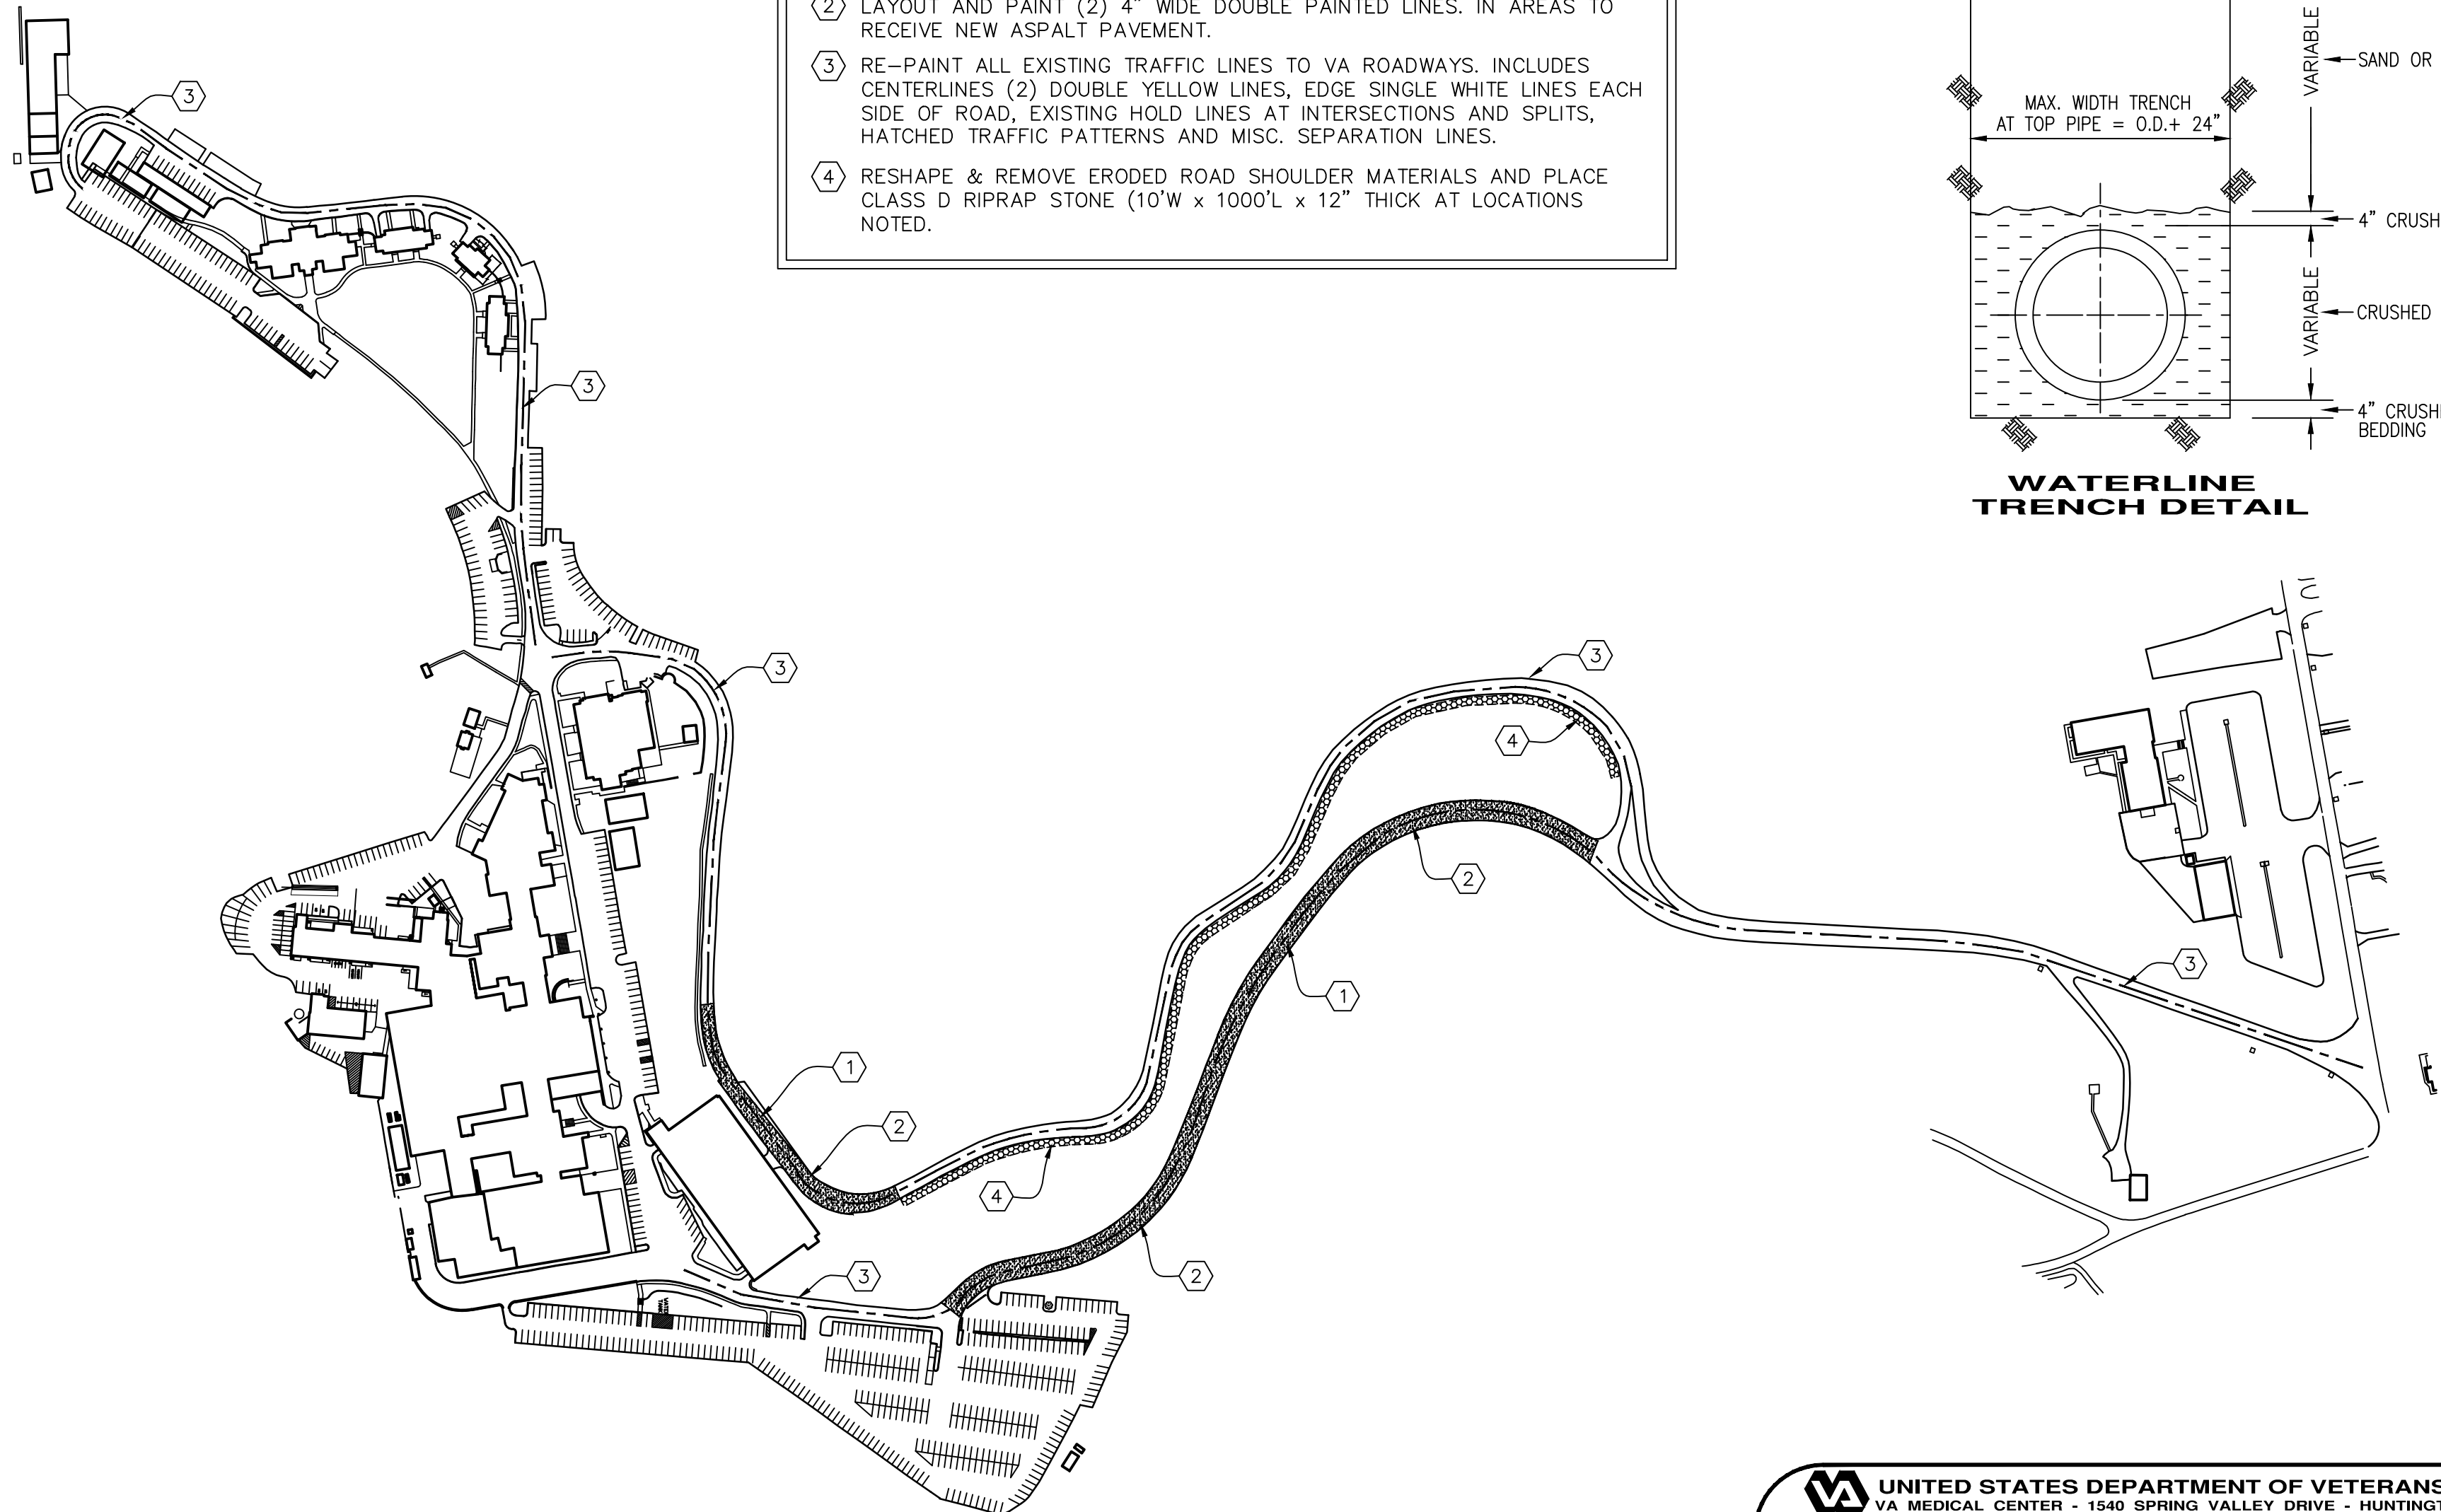 2 LAYOUT AND PAINT (2) 4" WIDE DOUBLE PAINTED LINES. IN AREAS TO
RECEIVE NEW ASPALT PAVEMENT.
3 RE-PAINT ALL EXISTING TRAFFIC LINES TO VA ROADWAYS. INCLUDES
CENTERLINES (2) DOUBLE YELLOW LINES, EDGE SINGLE WHITE LINES EACH
SIDE OF ROAD, EXISTING HOLD LINES AT INTERSECTIONS AND SPLITS,
HATCHED TRAFFIC PATTERNS AND MISC. SEPARATION LINES.
4 RESHAPE & REMOVE ERODED ROAD SHOULDER MATERIALS AND PLACE
CLASS D RIPRAP STONE (10'W x 1000'L x 12" THICK AT LOCATIONS
NOTED.
VARIABLE
SAND OR
MAX. WIDTH TRENCH
AT TOP PIPE = O.D.+ 24"
4" CRUSH
VARIABLE
CRUSHED
4" CRUSH
BEDDING
WATERLINE
TRENCH DETAIL
3
3
3
3
4
2
1
3
1
2
4
3
2
WATER
TANK
VA
UNITED STATES DEPARTMENT OF VETERANS
VA MEDICAL CENTER - 1540 SPRING VALLEY DRIVE - HUNTINGT